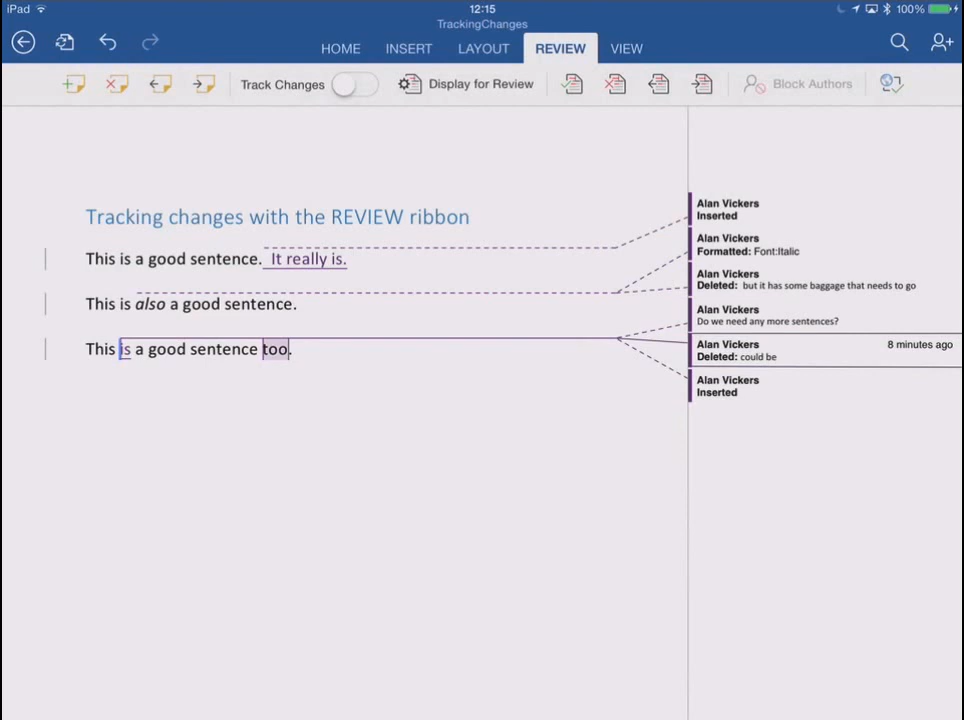 iPad 12:15 100%
TrackingChanges
HOME INSERT LAYOUT REVIEW VIEW
Track Changes Display for Review Block Authors
Tracking changes with the REVIEW ribbon
This is a good sentence. It really is.
This is also a good sentence.
This is a good sentence too.
Alan Vickers
Inserted
Alan Vickers
Formatted: Font:Italic
Alan Vickers
Deleted: but it has some baggage that needs to go
Alan Vickers
Do we need any more sentences?
Alan Vickers 8 minutes ago
Deleted: could be
Alan Vickers
Inserted